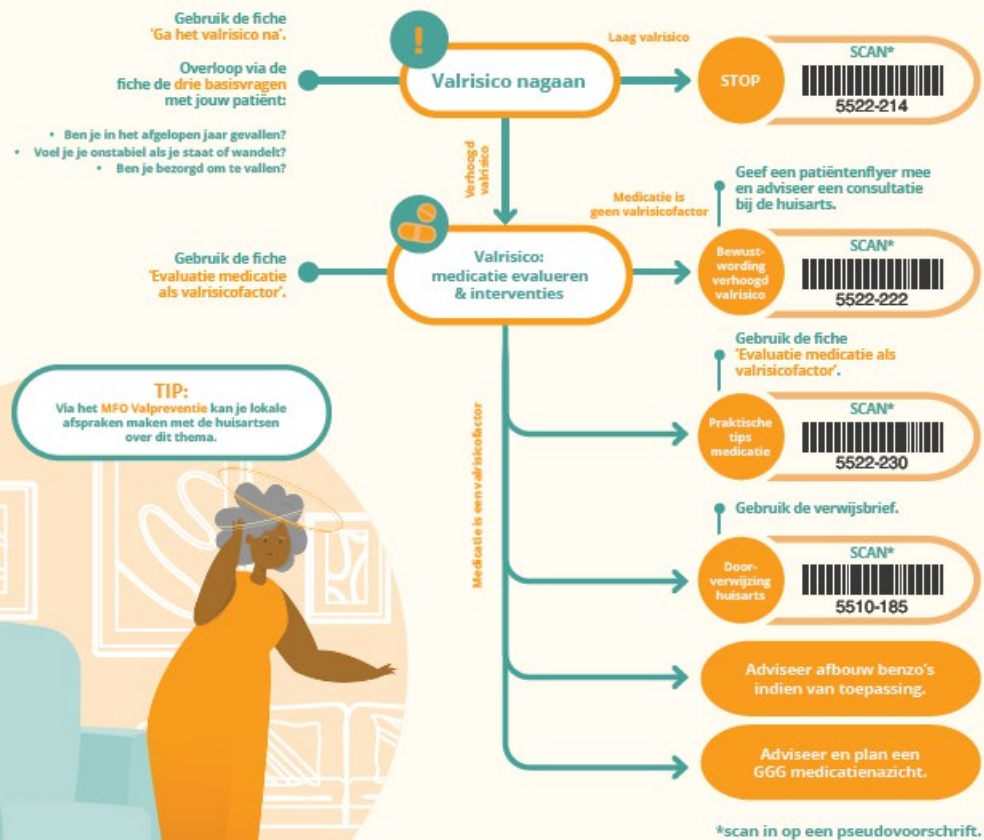 Gebruik de fiche
'Ga het valrisico na'.
Overloop via de
fiche de drie basisvragen
met jouw patiënt:
• Ben je in het afgelopen jaar gevallen?
• Voel je je onstabiel als je staat of wandelt?
• Ben je bezorgd om te vallen?
!
Valrisico nagaan
Laag valrisico
STOP
SCAN*
5522-214
Verhoogd
valrisico
Gebruik de fiche
'Evaluatie medicatie
als valrisicofactor'.
Valrisico:
medicatie evalueren
& interventies
Medicatie is
geen valrisicofactor
Geef een patiëntenflyer mee
en adviseer een consultatie
bij de huisarts.
Bewust-
wording
verhoogd
valrisico
SCAN*
5522-222
Medicatie is een valrisicofactor
Gebruik de fiche
'Evaluatie medicatie als
valrisicofactor'.
Praktische
tips
medicatie
SCAN*
5522-230
Gebruik de verwijsbrief.
Door-
verwijzing
huisarts
SCAN*
5510-185
Adviseer afbouw benzo's
indien van toepassing.
Adviseer en plan een
GGG medicatienazicht.
TIP:
Via het MFO Valpreventie kan je lokale
afspraken maken met de huisartsen
over dit thema.
*scan in op een pseudovoorschrift.